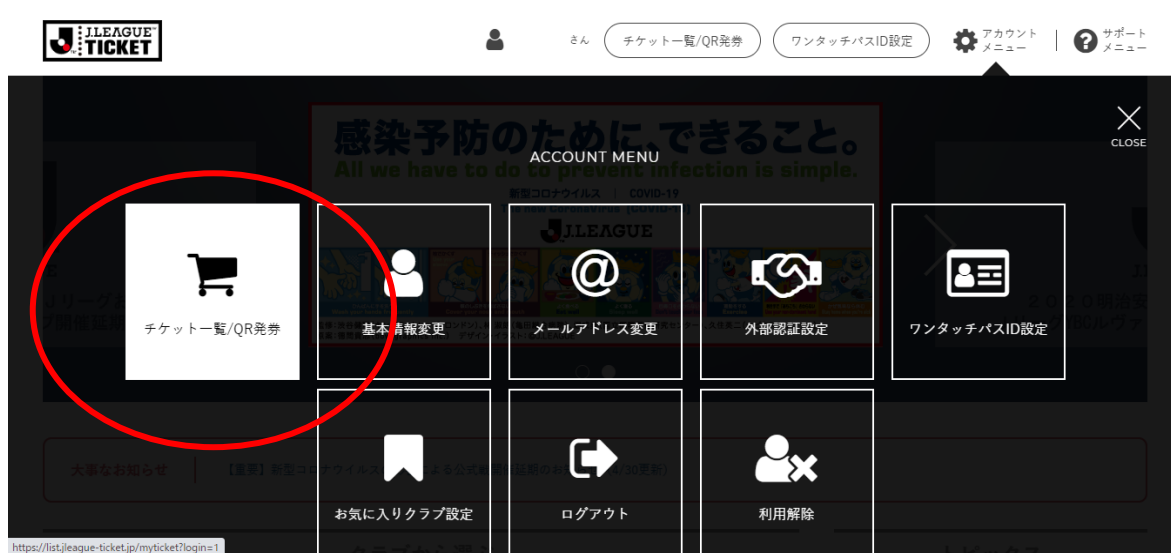 J.LEAGUE
TICKET
さん
チケット一覧/QR発券
ワンタッチパスID設定
アカウント
メニュー
サポート
メニュー
CLOSE
感染予防のために、できること。
ACCOUNT MENU
All we have to do to prevent infection is simple.
新型コロナウイルス | COVID-19
J.LEAGUE
チケット一覧/QR発券
基本情報変更
メールアドレス変更
外部認証設定
ワンタッチパスID設定
大事なお知らせ
お気に入りクラブ設定
ログアウト
利用解除
https://list.jleague-ticket.jp/myticket?login=1